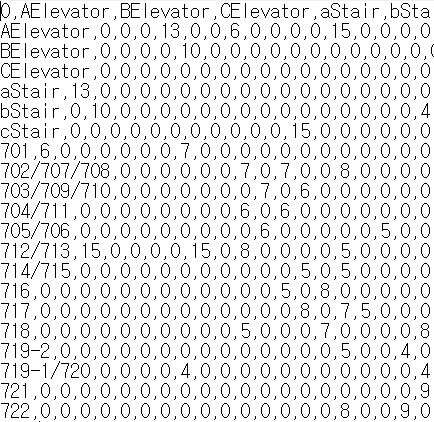 0,AElevator,BElevator,CElevator,aStair,bSta
AElevator,0,0,0,13,0,0,6,0,0,0,0,15,0,0,0,0
BElevator,0,0,0,0,10,0,0,0,0,0,0,0,0,0,0,0,0
CElevator,0,0,0,0,0,0,0,0,0,0,0,0,0,0,0,0,0
aStair,13,0,0,0,0,0,0,0,0,0,0,0,0,0,0,0,0,0
bStair,0,10,0,0,0,0,0,0,0,0,0,0,0,0,0,0,0,4
cStair,0,0,0,0,0,0,0,0,0,0,0,15,0,0,0,0,0,0
701,6,0,0,0,0,0,0,7,0,0,0,0,0,0,0,0,0,0,0,0
702/707/708,0,0,0,0,0,0,7,0,7,0,0,8,0,0,0,0
703/709/710,0,0,0,0,0,0,0,7,0,6,0,0,0,0,0,0
704/711,0,0,0,0,0,0,0,0,6,0,6,0,0,0,0,0,0,0
705/706,0,0,0,0,0,0,0,0,0,6,0,0,0,0,0,5,0,0
712/713,15,0,0,0,0,15,0,8,0,0,0,0,5,0,0,0,0
714/715,0,0,0,0,0,0,0,0,0,0,0,5,0,5,0,0,0,0
716,0,0,0,0,0,0,0,0,0,0,0,0,5,0,8,0,0,0,0,0
717,0,0,0,0,0,0,0,0,0,0,0,0,0,8,0,7,5,0,0,0
718,0,0,0,0,0,0,0,0,0,0,5,0,0,0,7,0,0,0,0,8
719-2,0,0,0,0,0,0,0,0,0,0,0,0,0,0,5,0,0,4,0
719-1/720,0,0,0,0,4,0,0,0,0,0,0,0,0,0,0,0,4
721,0,0,0,0,0,0,0,0,0,0,0,0,0,0,0,0,0,0,0,9
722,0,0,0,0,0,0,0,0,0,0,0,0,0,0,0,8,0,0,9,0